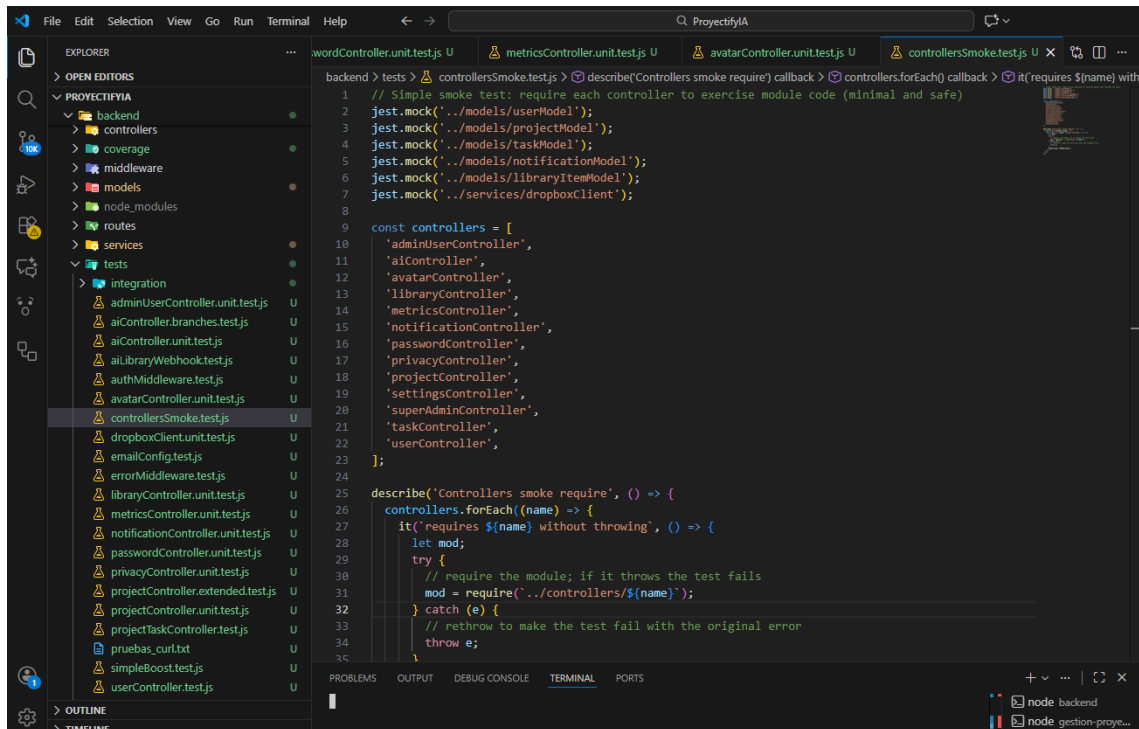 File Edit Selection View Go Run Terminal Help
ProyectifyIA
EXPLORER
OPEN EDITORS
PROYECTIFYIA
backend
controllers
coverage
middleware
models
node_modules
routes
services
tests
integration
adminUserController.unit.test.js U
aiController.branches.test.js U
aiController.unit.test.js U
aiLibraryWebhook.test.js U
authMiddleware.test.js U
avatarController.unit.test.js U
controllersSmoke.test.js U
dropboxClient.unit.test.js U
emailConfig.test.js U
errorMiddleware.test.js U
libraryController.unit.test.js U
metricsController.unit.test.js U
notificationController.unit.test.js U
passwordController.unit.test.js U
privacyController.unit.test.js U
projectController.extended.test.js U
projectController.unit.test.js U
projectTaskController.test.js U
pruebas_curl.txt U
simpleBoost.test.js U
userController.test.js U
OUTLINE
TIMELINE
10K
1
swordController.unit.test.js U metricsController.unit.test.js U avatarController.unit.test.js U controllersSmoke.test.js U
backend > tests > controllersSmoke.test.js > describe('Controllers smoke require') callback > controllers.forEach() callback > it(`requires ${name} with
1 // Simple smoke test: require each controller to exercise module code (minimal and safe)
2 jest.mock('../models/userModel');
3 jest.mock('../models/projectModel');
4 jest.mock('../models/taskModel');
5 jest.mock('../models/notificationModel');
6 jest.mock('../models/libraryItemModel');
7 jest.mock('../services/dropboxClient');
8
9 const controllers = [
10 'adminUserController',
11 'aiController',
12 'avatarController',
13 'libraryController',
14 'metricsController',
15 'notificationController',
16 'passwordController',
17 'privacyController',
18 'projectController',
19 'settingsController',
20 'superAdminController',
21 'taskController',
22 'userController',
23 ];
24
25 describe('Controllers smoke require', () => {
26 controllers.forEach((name) => {
27 it(`requires ${name} without throwing`, () => {
28 let mod;
29 try {
30 // require the module; if it throws the test fails
31 mod = require(`../controllers/${name}`);
32 } catch (e) {
33 // rethrow to make the test fail with the original error
34 throw e;
35 }
PROBLEMS OUTPUT DEBUG CONSOLE TERMINAL PORTS
node backend
node gestion-proye...